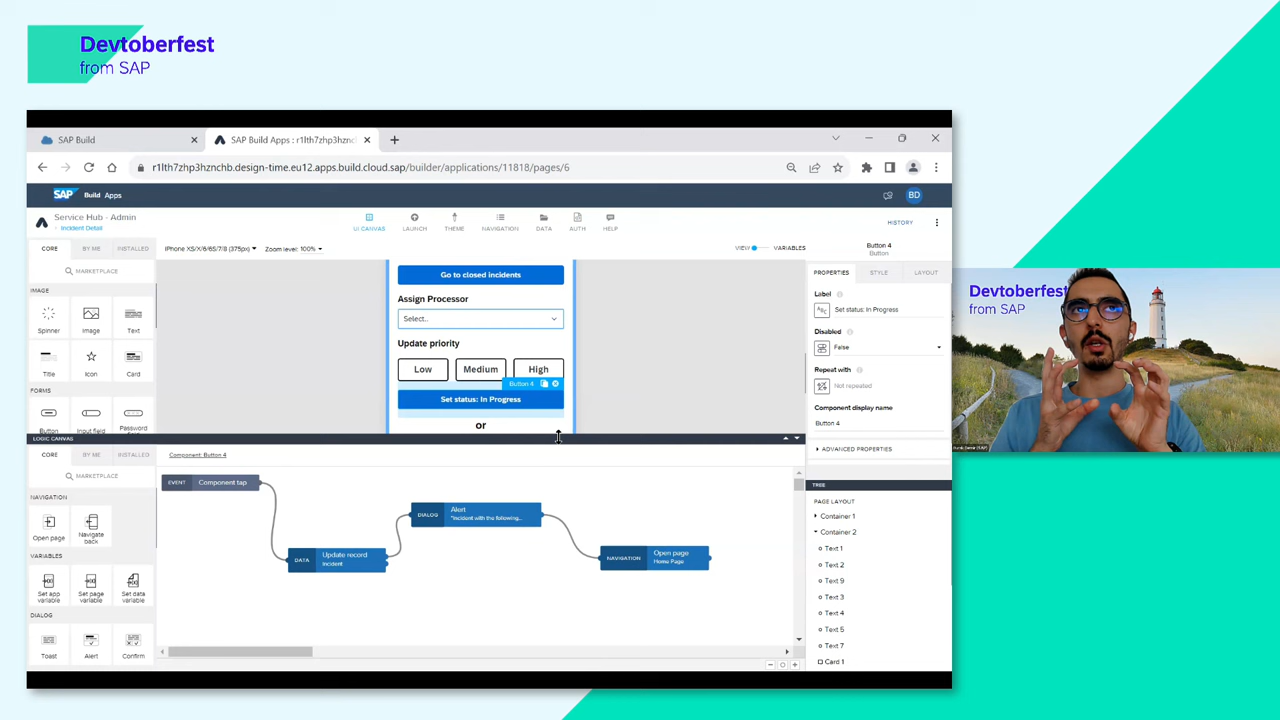 Devtoberfest
from SAP
SAP Build
SAP Build Apps : r1lth7zhp3hznc
r1lth7zhp3hznchb.design-time.eu12.apps.build.cloud.sap/builder/applications/11818/pages/6
SAP Build Apps
BD
Service Hub - Admin
Incident Detail
UI CANVAS
LAUNCH
THEME
NAVIGATION
DATA
AUTH
HELP
HISTORY
CORE
BY ME
INSTALLED
iPhone XS/X/8/6S/7/8 (375px)
Zoom level: 100%
VIEW
VARIABLES
Button 4
Button
MARKETPLACE
PROPERTIES
STYLE
LAYOUT
IMAGE
Spinner
Image
Text
Title
Icon
Card
FORMS
Button
Input field
Password
Go to closed incidents
Assign Processor
Select..
Update priority
Low
Medium
High
Button 4
Set status: In Progress
or
Label
Set status: In Progress
Disabled
False
Repeat with
Not repeated
Component display name
Button 4
ADVANCED PROPERTIES
Devtoberfest
from SAP
LOGIC CANVAS
CORE
BY ME
INSTALLED
Component: Button 4
MARKETPLACE
NAVIGATION
Open page
Navigate back
VARIABLES
Set app variable
Set page variable
Set data variable
DIALOG
Toast
Alert
Confirm
EVENT Component tap
DATA Update record
Incident
DIALOG Alert
"Incident with the following...
NAVIGATION Open page
Home Page
TREE
PAGE LAYOUT
Container 1
Container 2
Text 1
Text 2
Text 9
Text 3
Text 4
Text 5
Text 7
Card 1